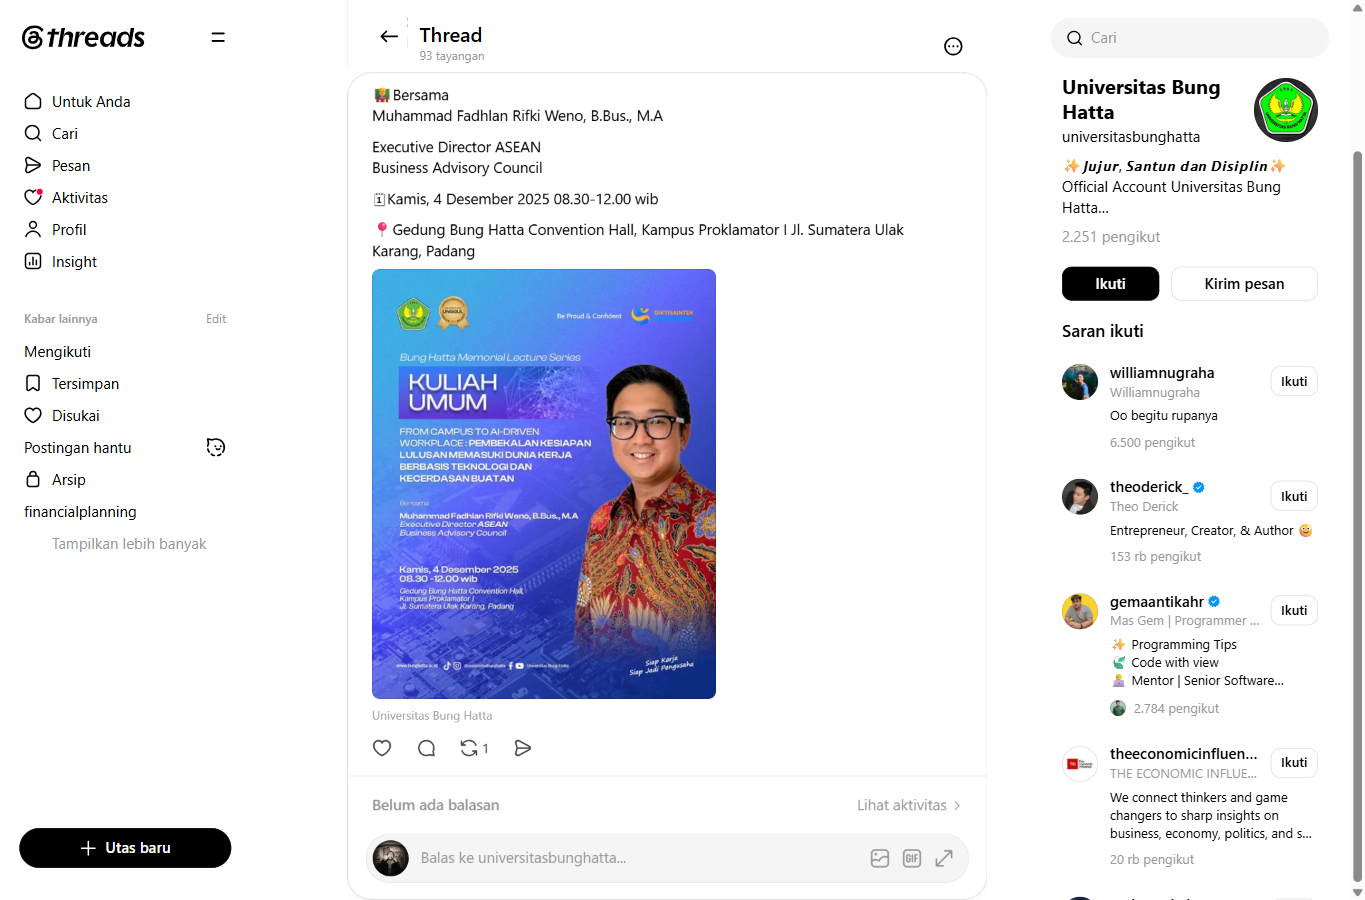 threads
Untuk Anda
Cari
Pesan
Aktivitas
Profil
Insight
Kabar lainnya
Edit
Mengikuti
Tersimpan
Disukai
Postingan hantu
Arsip
financialplanning
Tampilkan lebih banyak
Utas baru
Thread
93 tayangan
Bersama
Muhammad Fadhlan Rifki Weno, B.Bus., M.A
Executive Director ASEAN
Business Advisory Council
Kamis, 4 Desember 2025 08.30-12.00 wib
Gedung Bung Hatta Convention Hall, Kampus Proklamator I Jl. Sumatera Ulak
Karang, Padang
UNGGUL
Be Proud & Confident
DIKTISAINTEK
Bung Hatta Memorial Lecture Series
KULIAH
UMUM
FROM CAMPUS TO AI-DRIVEN
WORKPLACE : PEMBEKALAN KESIAPAN
LULUSAN MEMASUKI DUNIA KERJA
BERBASIS TEKNOLOGI DAN
KECERDASAN BUATAN
Bersama
Muhammad Fadhlan Rifki Weno, B.Bus., M.A
Executive Director ASEAN
Business Advisory Council
Kamis, 4 Desember 2025
08.30 -12.00 wib
Gedung Bung Hatta Convention Hall,
Kampus Proklamator I
Jl. Sumatera Ulak Karang, Padang
www.bunghatta.ac.id
@universitasbunghatta
Universitas Bung Hatta
Siap Kerja
Siap Jadi Pengusaha
Universitas Bung Hatta
1
Belum ada balasan
Lihat aktivitas
Balas ke universitasbunghatta...
GIF
Cari
Universitas Bung
Hatta
universitasbunghatta
Jujur, Santun dan Disiplin
Official Account Universitas Bung
Hatta...
2.251 pengikut
Ikuti
Kirim pesan
Saran ikuti
williamnugraha
Williamnugraha
Ikuti
Oo begitu rupanya
6.500 pengikut
theoderick_
Theo Derick
Ikuti
Entrepreneur, Creator, & Author
153 rb pengikut
gemaantikahr
Mas Gem | Programmer ...
Ikuti
Programming Tips
Code with view
Mentor | Senior Software...
2.784 pengikut
theeconomicinfluen...
THE ECONOMIC INFLUE...
Ikuti
We connect thinkers and game
changers to sharp insights on
business, economy, politics, and s...
20 rb pengikut